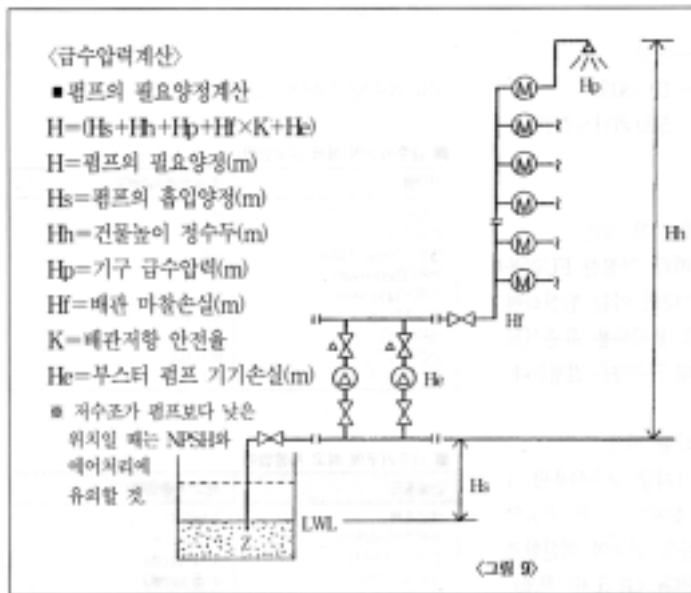 〈급수압력계산〉
■ 펌프의 필요양정계산
H=(Hs+Hh+Hp+Hf×K+He)
H=펌프의 필요양정(m)
Hs=펌프의 흡입양정(m)
Hh=건물높이 정수두(m)
Hp=기구 급수압력(m)
Hf=배관 마찰손실(m)
K=배관저항 안전율
He=부스터 펌프 기기손실(m)
※ 저수조가 펌프보다 낮은
위치일 때는 NPSH와
에어처리에
유의할 것
Hp
M
M
M
M
M
M
Hh
Hf
He
Hs
LWL
Z
〈그림 9〉